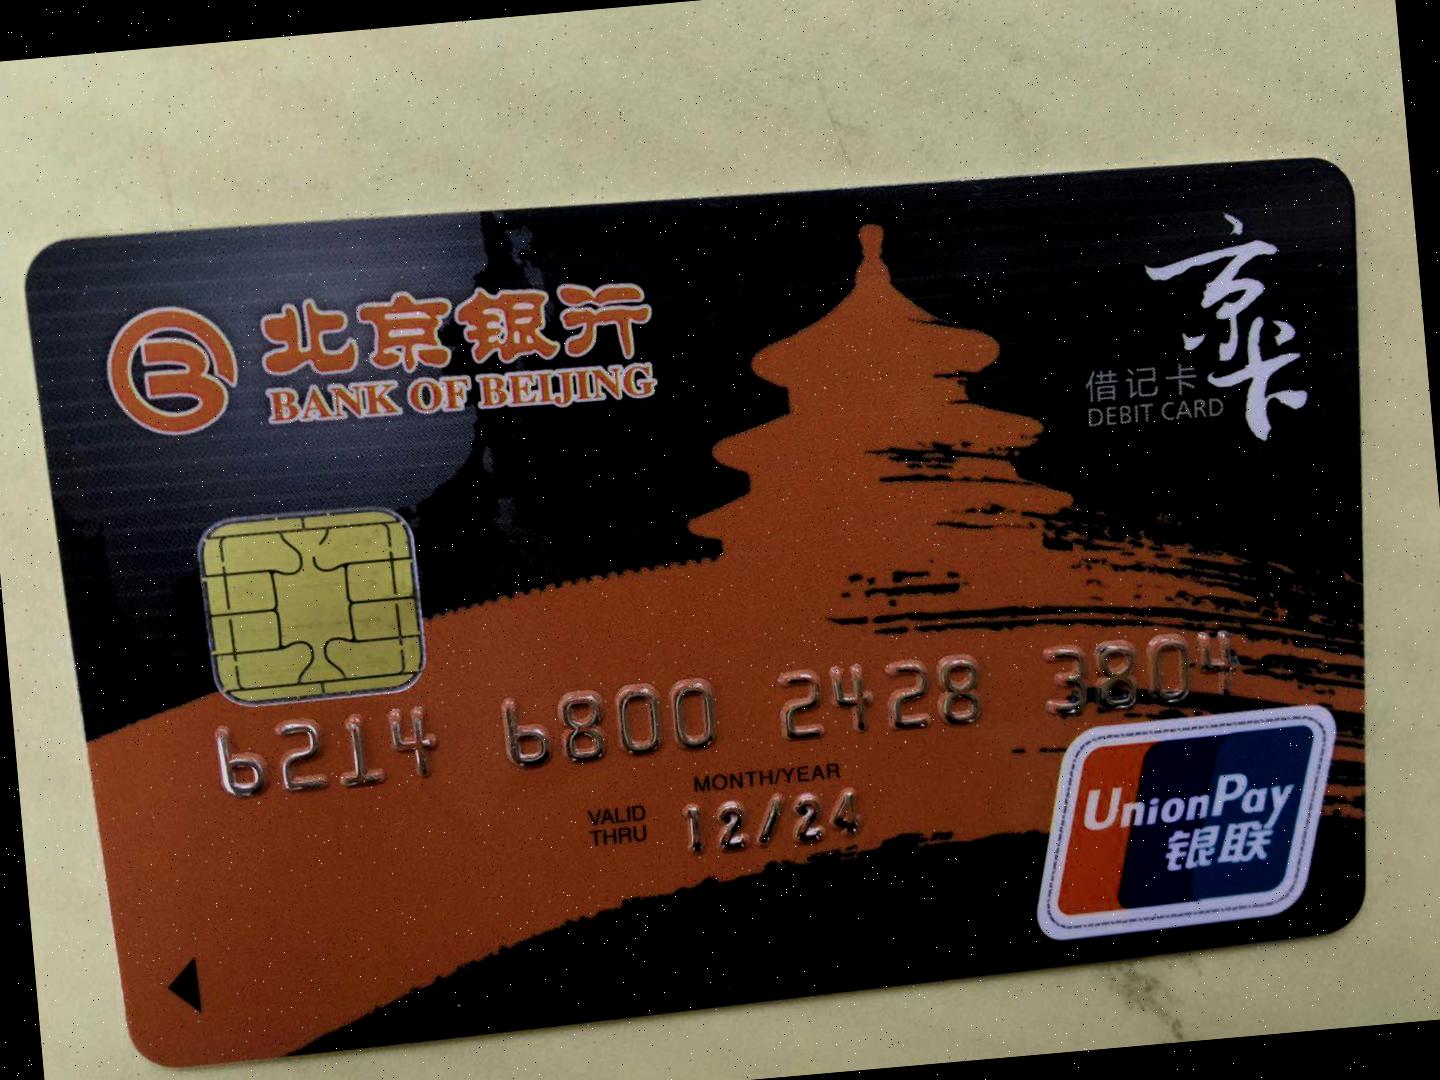 北京银行
BANK OF BEIJING
京卡
借记卡
DEBIT CARD
6214 6800 2428 3804
MONTH/YEAR
VALID THRU 12/24
UnionPay
银联